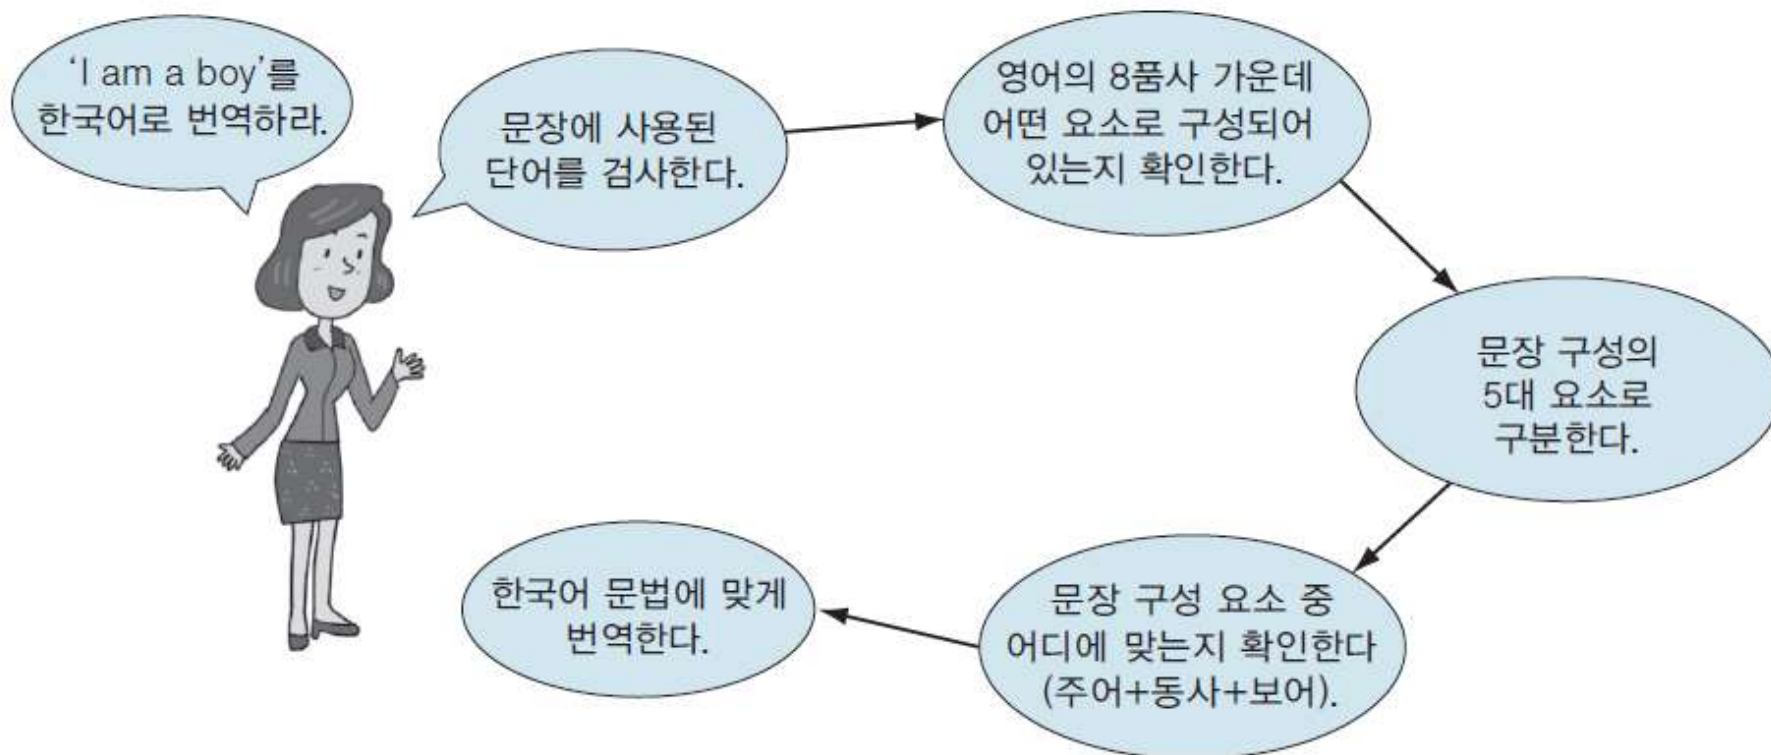 ‘I am a boy’를
한국어로 번역하라.
문장에 사용된
단어를 검사한다.
영어의 8품사 가운데
어떤 요소로 구성되어
있는지 확인한다.
문장 구성의
5대 요소로
구분한다.
문장 구성 요소 중
어디에 맞는지 확인한다
(주어+동사+보어).
한국어 문법에 맞게
번역한다.